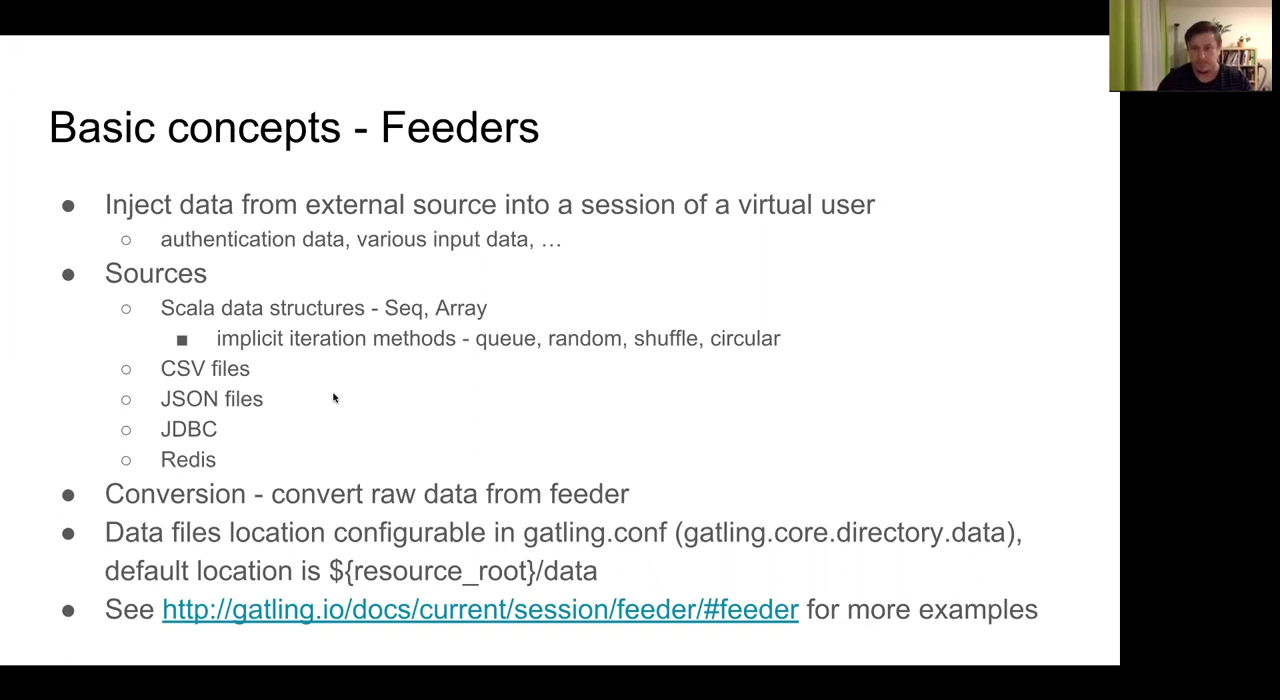 Basic concepts - Feeders
● Inject data from external source into a session of a virtual user
○ authentication data, various input data, …
● Sources
○ Scala data structures - Seq, Array
■ implicit iteration methods - queue, random, shuffle, circular
○ CSV files
○ JSON files
○ JDBC
○ Redis
● Conversion - convert raw data from feeder
● Data files location configurable in gatling.conf (gatling.core.directory.data),
default location is ${resource_root}/data
● See http://gatling.io/docs/current/session/feeder/#feeder for more examples